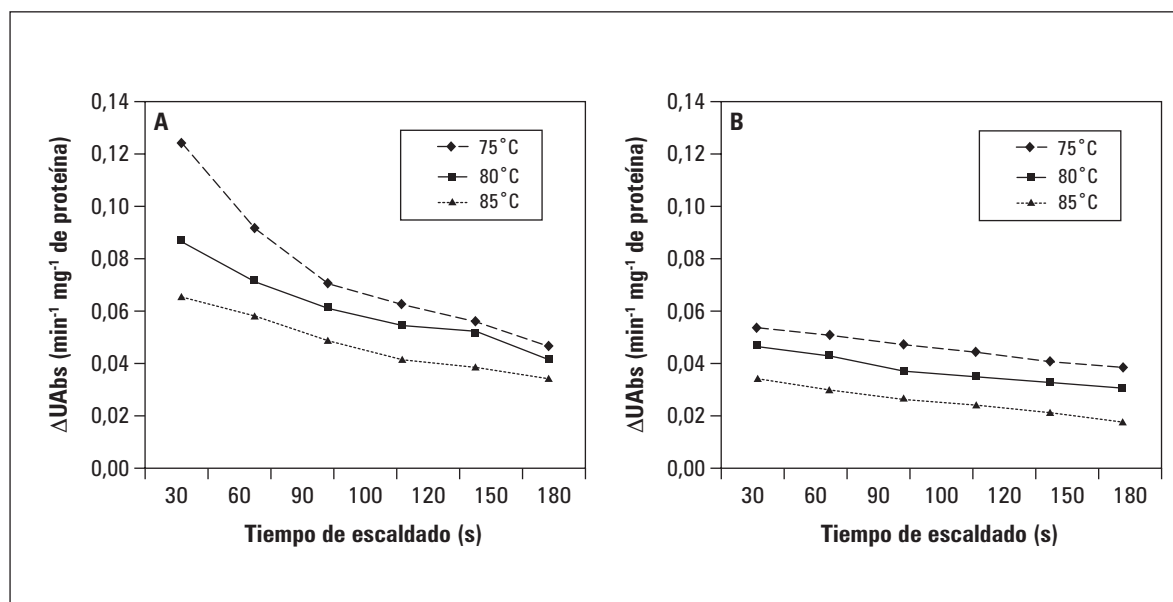 A
0,14
0,12
0,10
0,08
0,06
0,04
0,02
0,00
ΔUAbs (min-1 mg-1 de proteína)
75°C
80°C
85°C
30 60 90 100 120 150 180
Tiempo de escaldado (s)
B
0,14
0,12
0,10
0,08
0,06
0,04
0,02
0,00
ΔUAbs (min-1 mg-1 de proteína)
75°C
80°C
85°C
30 60 90 100 120 150 180
Tiempo de escaldado (s)